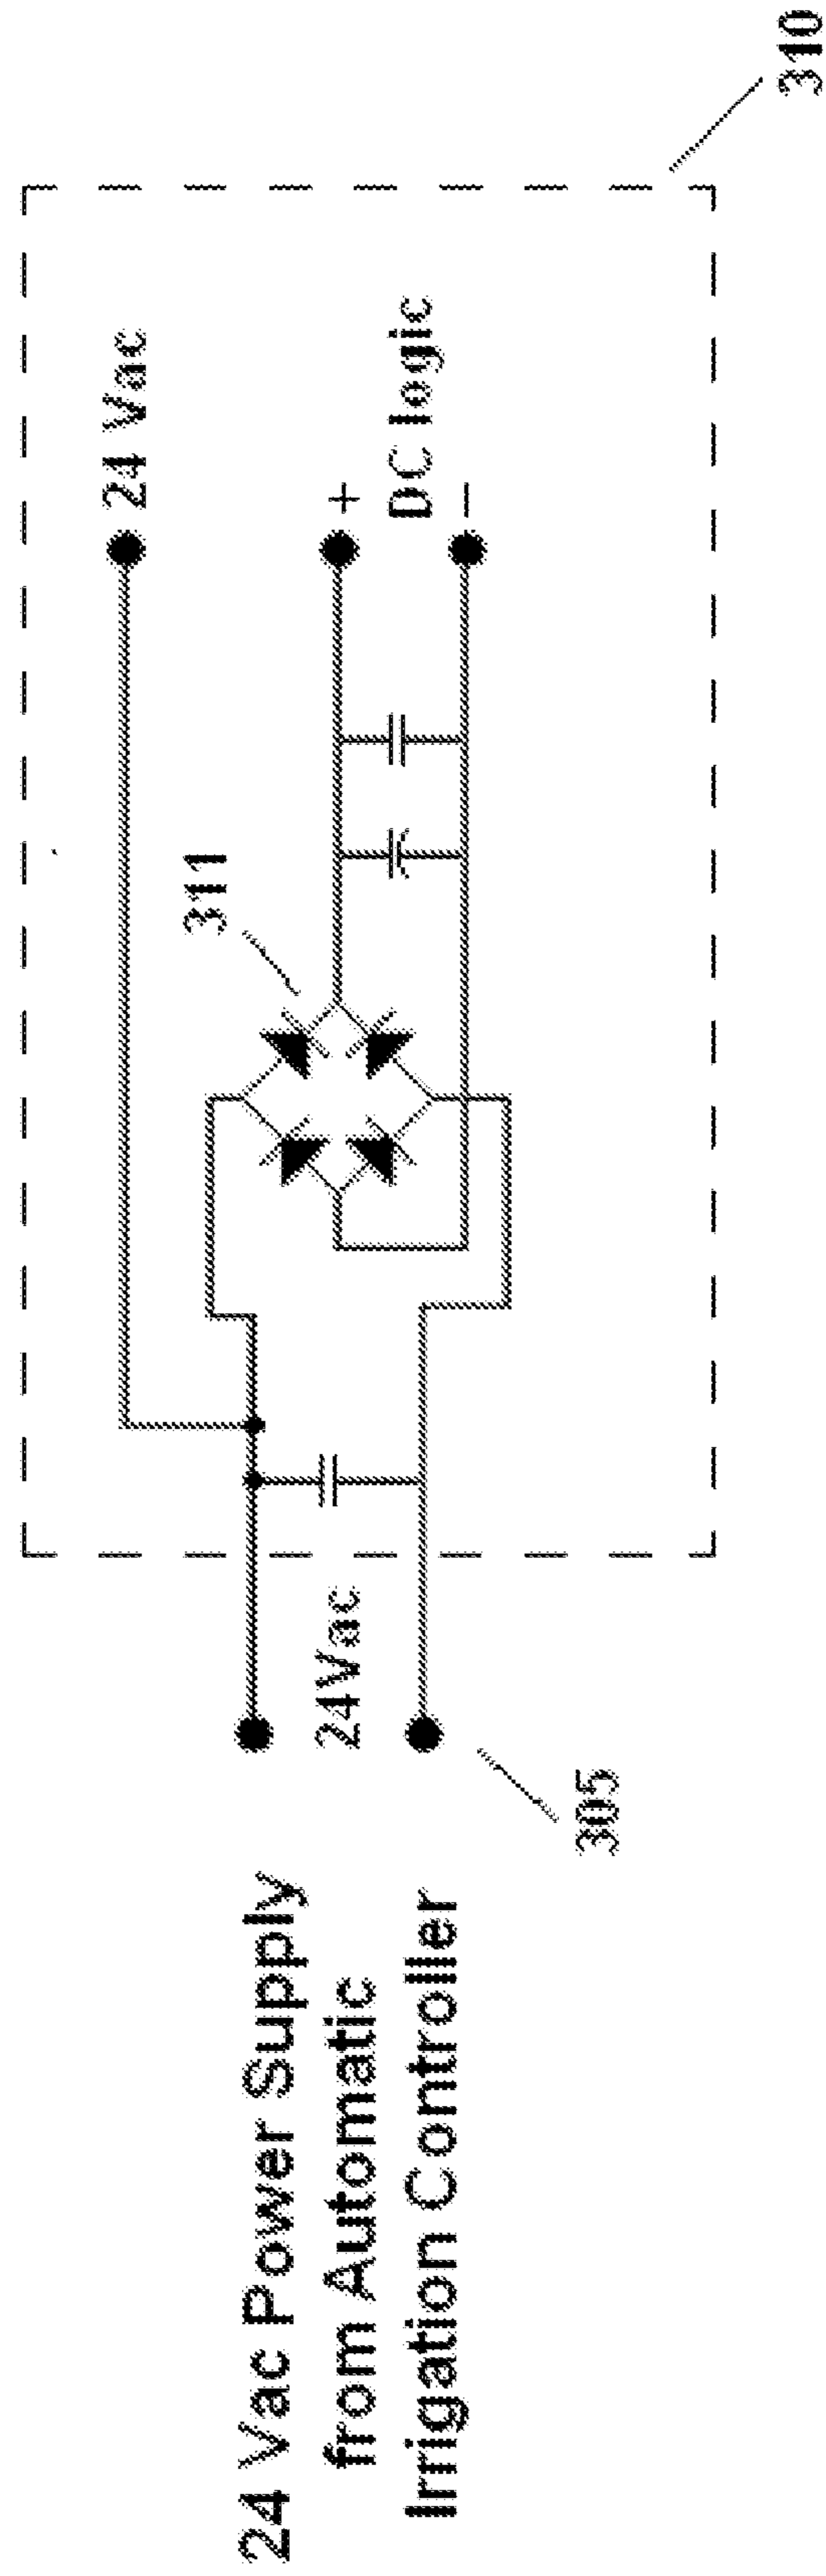 24 Vac Power Supply
from Automatic
Irrigation Controller
305
24Vac
311
24 Vac
+
DC logic
−
310